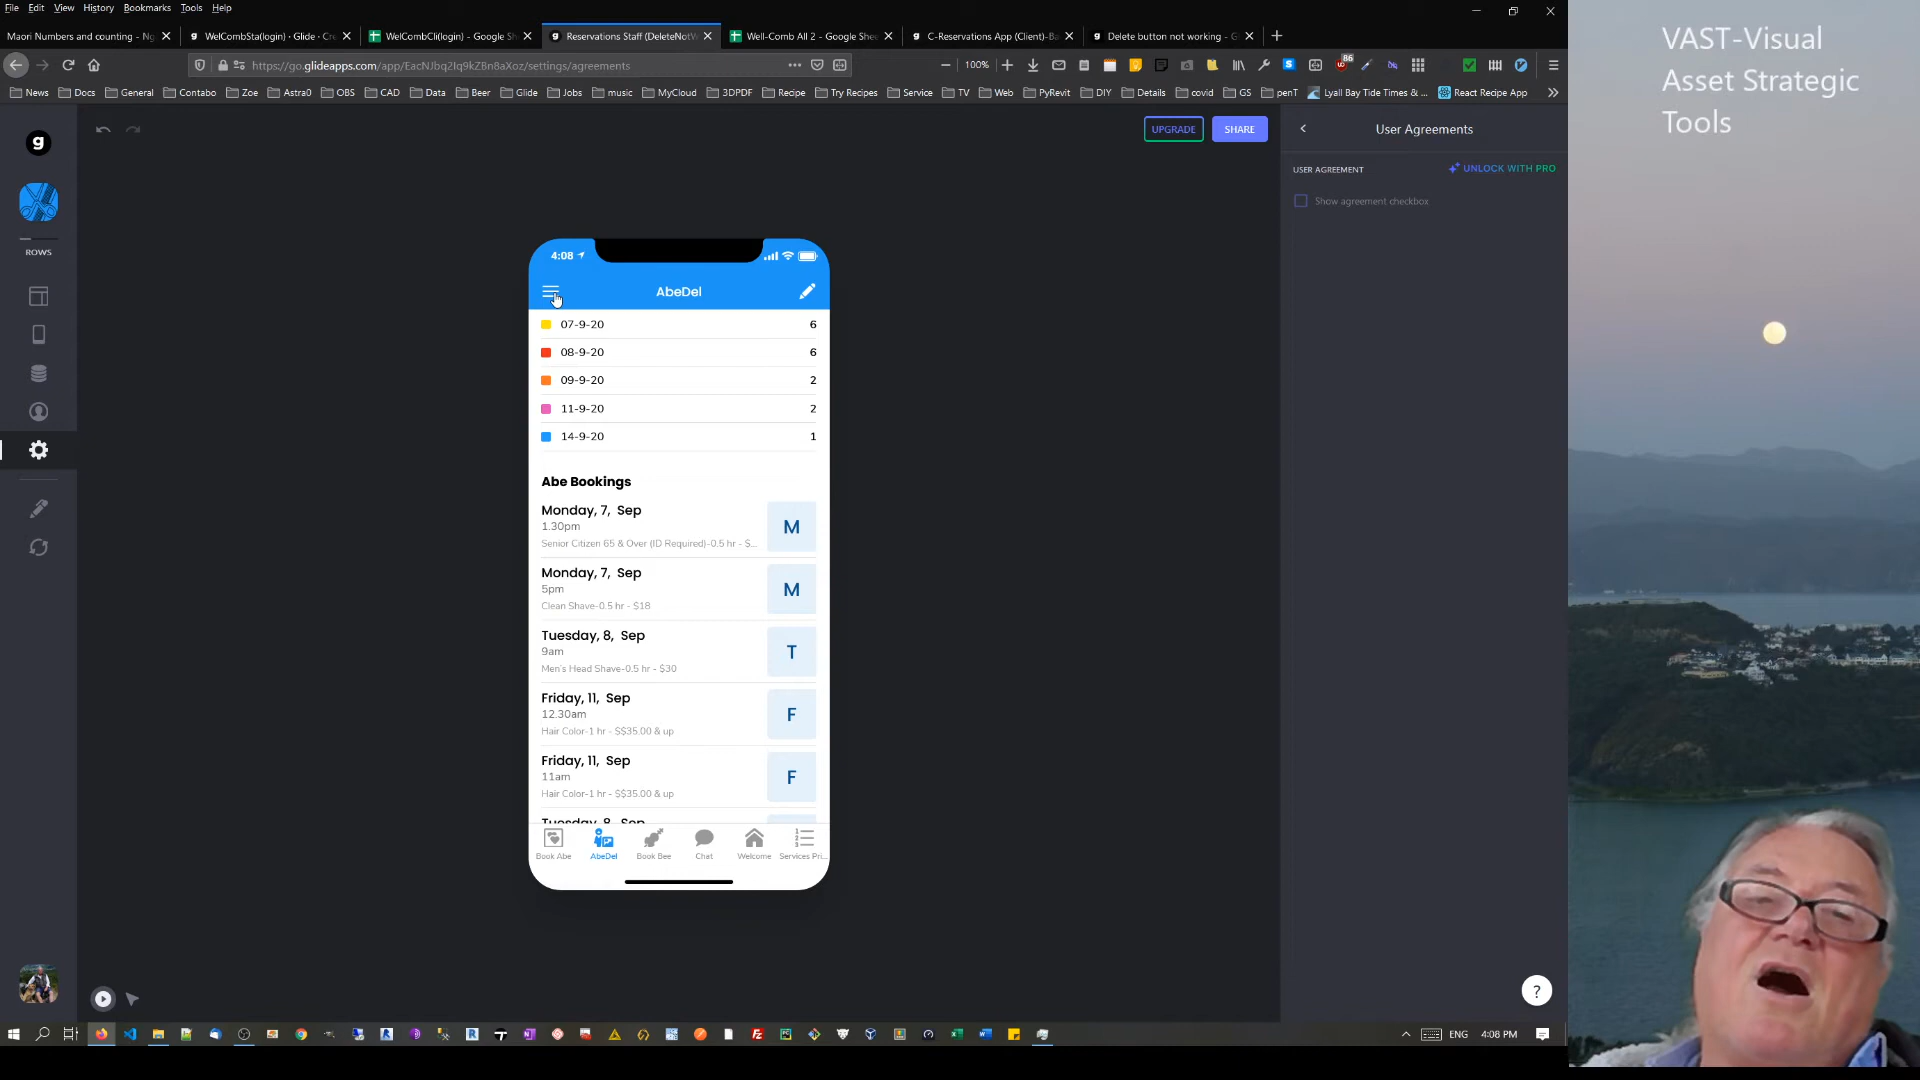 File Edit View History Bookmarks Tools Help
Maori Numbers and counting - Ng
WelCombSta(login) · Glide · Cre
WelCombCli(login) - Google Sh
Reservations Staff (DeleteNotW
Well-Comb All 2 - Google Shee
C-Reservations App (Client)-Ba
Delete button not working - G
https://go.glideapps.com/app/EacNJbq2Iq9kZBn8aXoz/settings/agreements
100%
86
News Docs General Contabo Zoe Astra0 OBS CAD Data Beer Glide Jobs music MyCloud 3DPDF Recipe Try Recipes Service TV Web PyRevit DIY Details covid GS penT Lyall Bay Tide Times & ... React Recipe App
g
ROWS
UPGRADE
SHARE
User Agreements
USER AGREEMENT
UNLOCK WITH PRO
Show agreement checkbox
4:08
AbeDel
07-9-20 6
08-9-20 6
09-9-20 2
11-9-20 2
14-9-20 1
Abe Bookings
Monday, 7, Sep
1.30pm
Senior Citizen 65 & Over (ID Required)-0.5 hr - $...
M
Monday, 7, Sep
5pm
Clean Shave-0.5 hr - $18
M
Tuesday, 8, Sep
9am
Men's Head Shave-0.5 hr - $30
T
Friday, 11, Sep
12.30am
Hair Color-1 hr - $$35.00 & up
F
Friday, 11, Sep
11am
Hair Color-1 hr - $$35.00 & up
F
Tuesday, 8, Sep
Book Abe AbeDel Book Bee Chat Welcome Services Pri...
?
ENG 4:08 PM
VAST-Visual
Asset Strategic
Tools